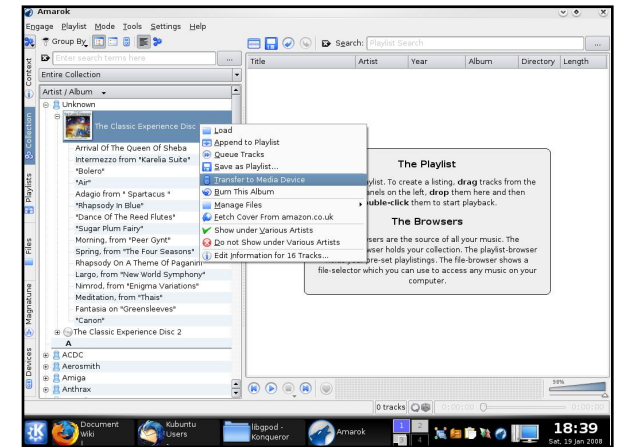 Amarok
Engage Playlist Mode Tools Settings Help
Group By
Search: Playlist Search ...
Enter search terms here ...
Entire Collection
Title Artist Year Album Directory Length
Artist / Album
Unknown
The Classic Experience Disc
Arrival Of The Queen Of Sheba
Intermezzo from "Karelia Suite"
"Bolero"
"Air"
Adagio from " Spartacus "
"Rhapsody In Blue"
"Dance Of The Reed Flutes"
"Sugar Plum Fairy"
Morning, from "Peer Gynt"
Spring, from "The Four Seasons"
Rhapsody On A Theme Of Paganini
Largo, from "New World Symphony"
Nimrod, from "Enigma Variations"
Meditation, from "Thais"
Fantasia on "Greensleeves"
"Canon"
The Classic Experience Disc 2
A
ACDC
Aerosmith
Amiga
Anthrax
Load
Append to Playlist
Queue Tracks
Save as Playlist...
Transfer to Media Device
Burn This Album
Manage Files
Fetch Cover From amazon.co.uk
Show under Various Artists
Do not Show under Various Artists
Edit Information for 16 Tracks...
The Playlist
To create a listing, drag tracks from the
on the left, drop them here and then
them to start playback.
The Browsers
are the source of all your music. The
holds your collection. The playlist-browser
pre-set playlistings. The file-browser shows a
file-selector which you can use to access any music on your
computer.
Context
Collection
Playlists
Files
Magnatune
Devices
50%
0 tracks
0:00:00
0:00:00
Document
Wiki
Kubuntu
Users
libgpod -
Konqueror
Amarok
1 2
3 4
18:39
Sat, 19 Jan 2008